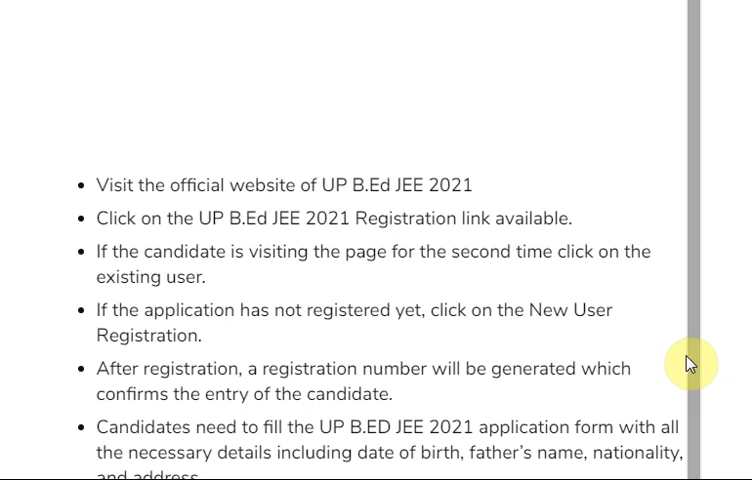 • Visit the official website of UP B.Ed JEE 2021
• Click on the UP B.Ed JEE 2021 Registration link available.
• If the candidate is visiting the page for the second time click on the
existing user.
• If the application has not registered yet, click on the New User
Registration.
• After registration, a registration number will be generated which
confirms the entry of the candidate.
• Candidates need to fill the UP B.ED JEE 2021 application form with all
the necessary details including date of birth, father’s name, nationality,
and address.